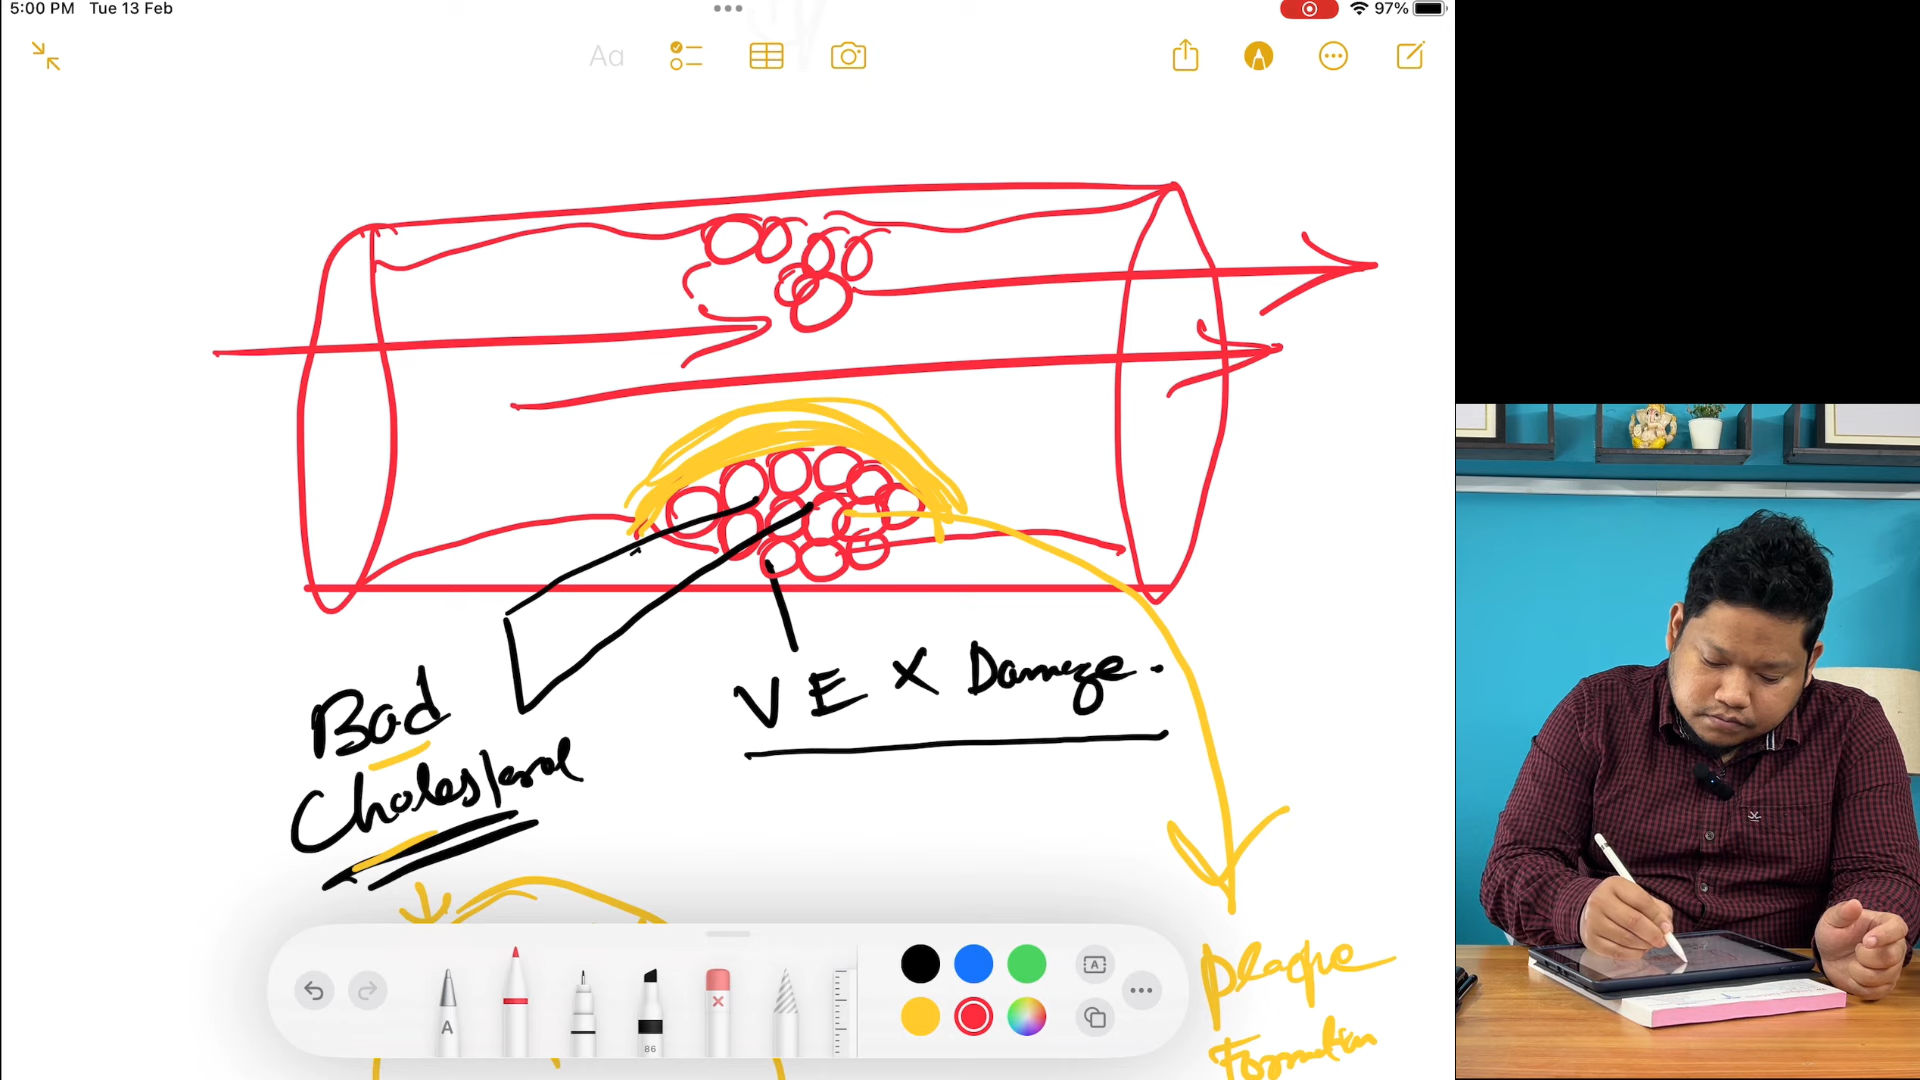 5:00 PM Tue 13 Feb
97%
Aa
VE X Damage.
Bad
Cholesterol
A
86
A
plaque
Formation